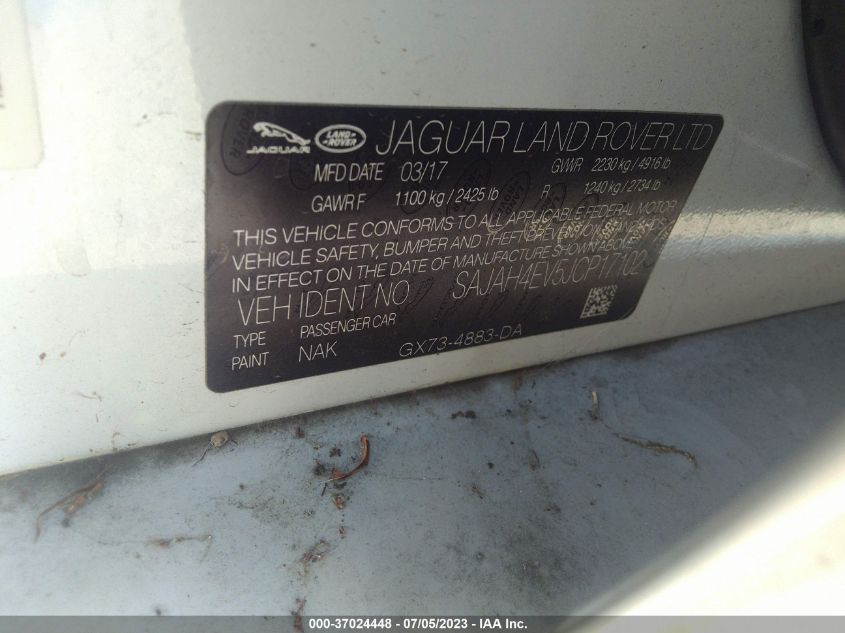 JAGUAR LAND ROVER JAGUAR LAND ROVER LTD
MFD DATE 03/17 GVWR 2230 kg / 4916 lb
GAWR F 1100 kg / 2425 lb R 1240 kg / 2734 lb
THIS VEHICLE CONFORMS TO ALL APPLICABLE FEDERAL MOTOR
VEHICLE SAFETY, BUMPER AND THEFT PREVENTION STANDARDS
IN EFFECT ON THE DATE OF MANUFACTURE SHOWN ABOVE
VEH IDENT NO. SAJAH4EV5JCP17102
TYPE PASSENGER CAR
PAINT NAK GX73-4883-DA
000-37024448 - 07/05/2023 - IAA Inc.